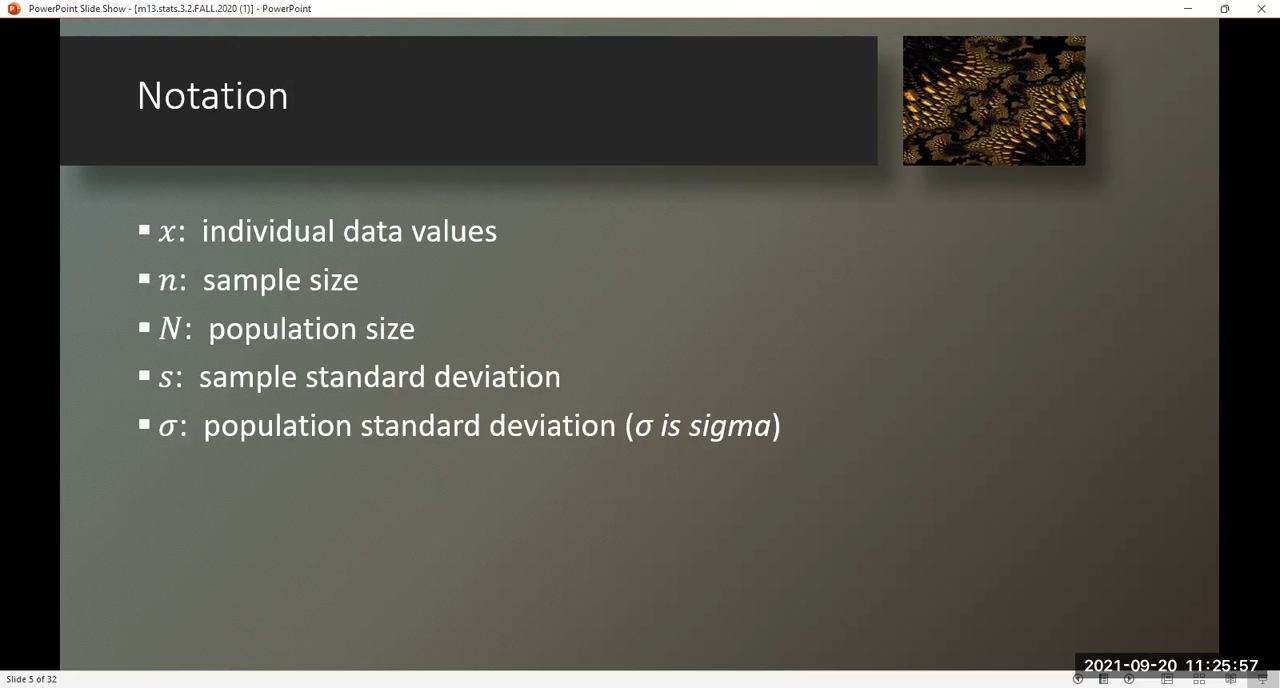 PowerPoint Slide Show - [m13.stats.3.2.FALL.2020 (1)] - PowerPoint
Notation
▪ x: individual data values
▪ n: sample size
▪ N: population size
▪ s: sample standard deviation
▪ σ: population standard deviation (σ is sigma)
2021-09-20 11:25:57
Slide 5 of 32